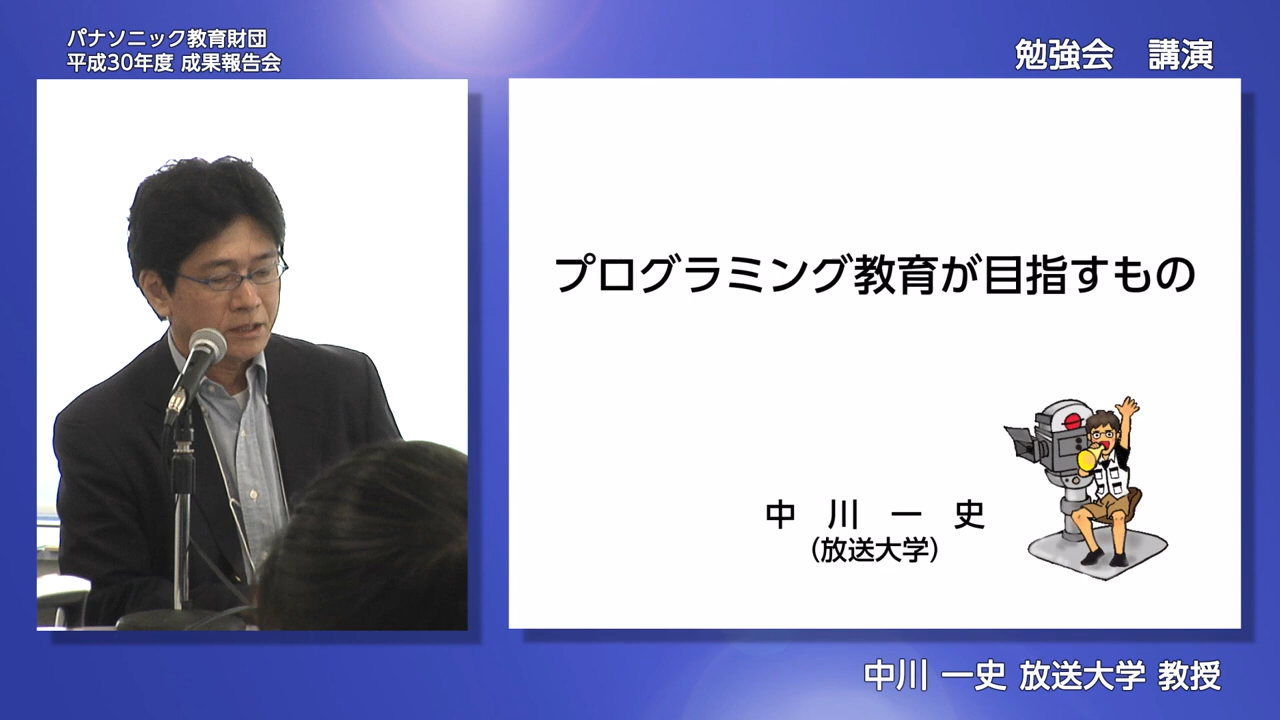 パナソニック教育財団
平成30年度 成果報告会
勉強会　講演
プログラミング教育が目指すもの
中　川　一　史
(放送大学)
中川 一史 放送大学 教授